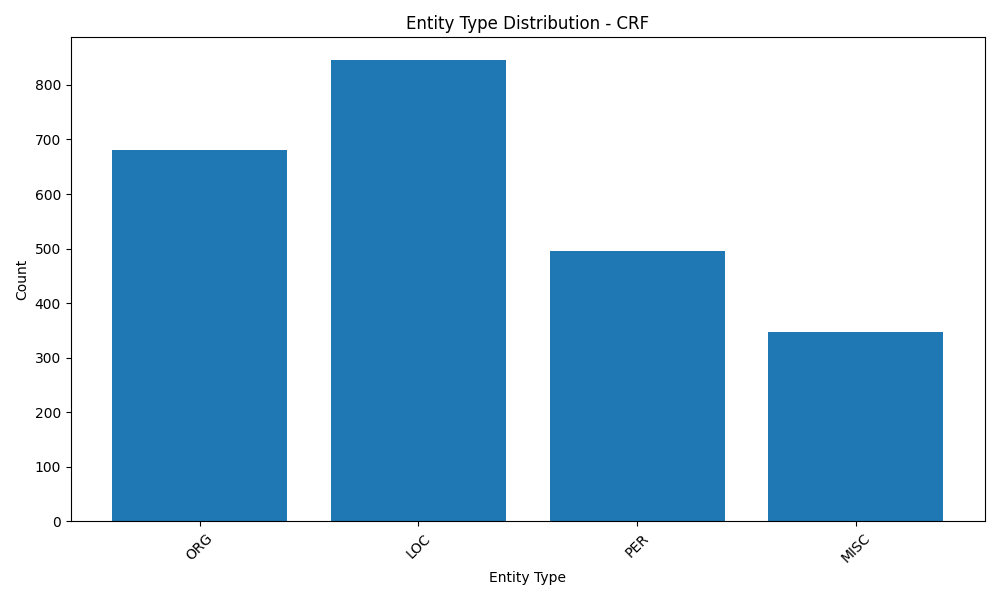 Entity Type Distribution - CRF
800
700
600
500
400
300
200
100
0
Count
ORG
LOC
PER
MISC
Entity Type